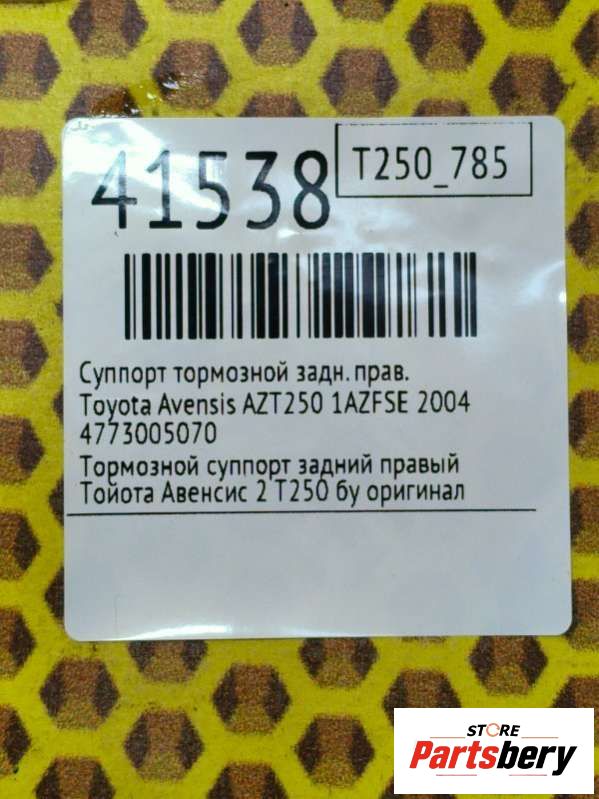 41538
T250_785
Суппорт тормозной задн. прав.
Toyota Avensis AZT250 1AZFSE 2004
4773005070
Тормозной суппорт задний правый
Тойота Авенсис 2 Т250 бу оригинал
STORE
Partsbery